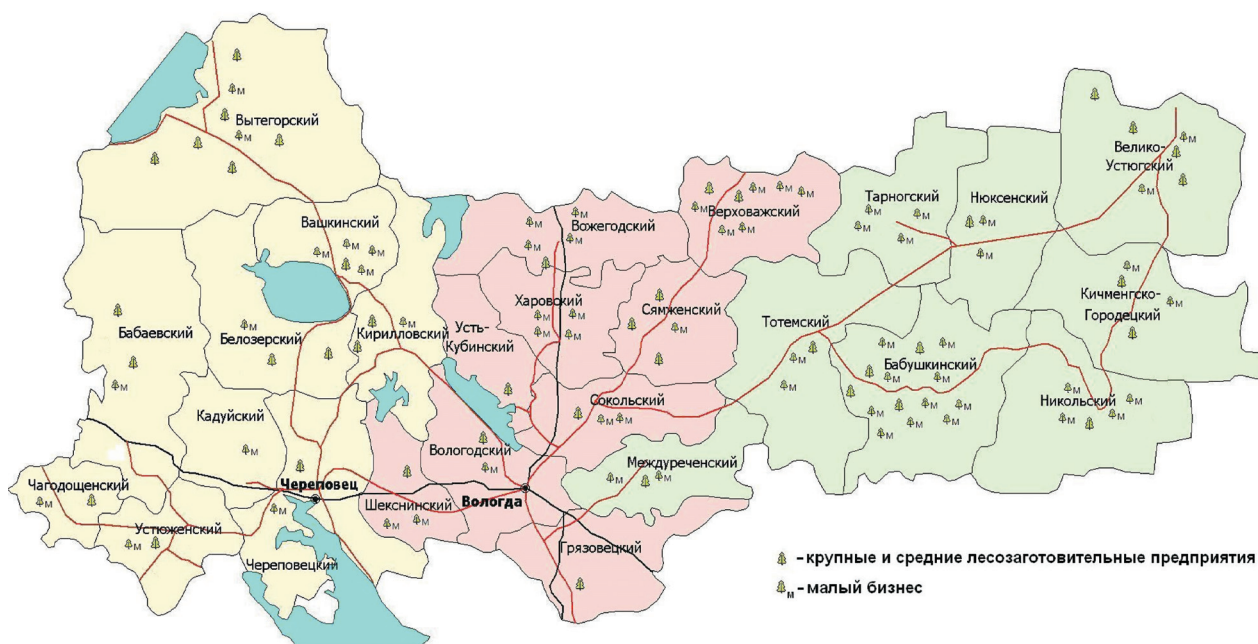 Вытегорский
Вашкинский
Бабаевский
Белозерский
Кирилловский
Кадуйский
Чагодощенский
Устюженский
Череповец
Череповецкий
Вожегодский
Верховажский
Харовский
Усть-
Кубинский
Сямженский
Сокольский
Вологодский
Шекснинский
Вологда
Междуреченский
Грязовецкий
Тарногский
Нюксенский
Велико-
Устюгский
Тотемский
Бабушкинский
Кичменгско-
Городецкий
Никольский
- крупные и средние лесозаготовительные предприятия
м - малый бизнес